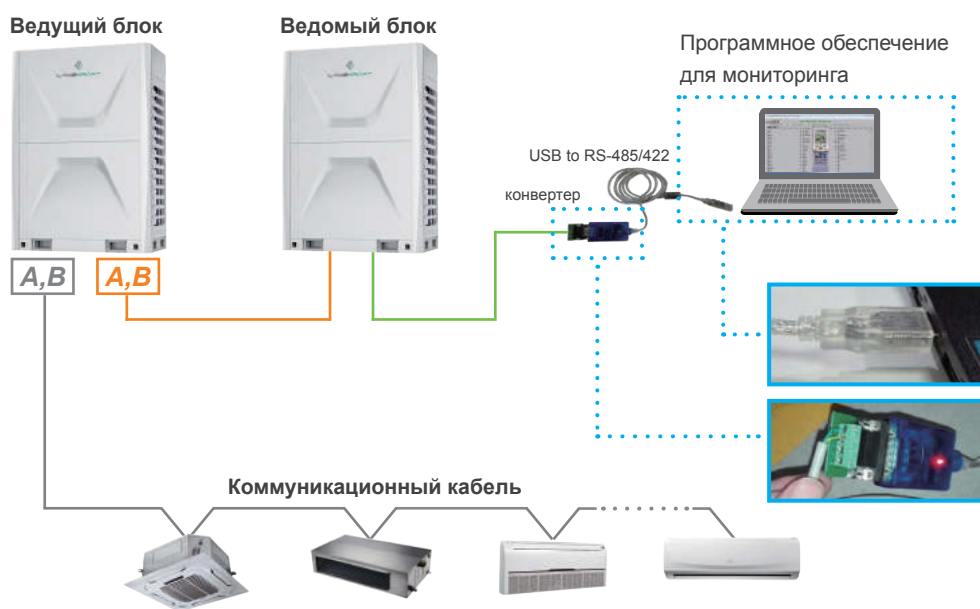 Ведущий блок
Ведомый блок
Программное обеспечение
для мониторинга
USB to RS-485/422
конвертер
A,B
A,B
Коммуникационный кабель